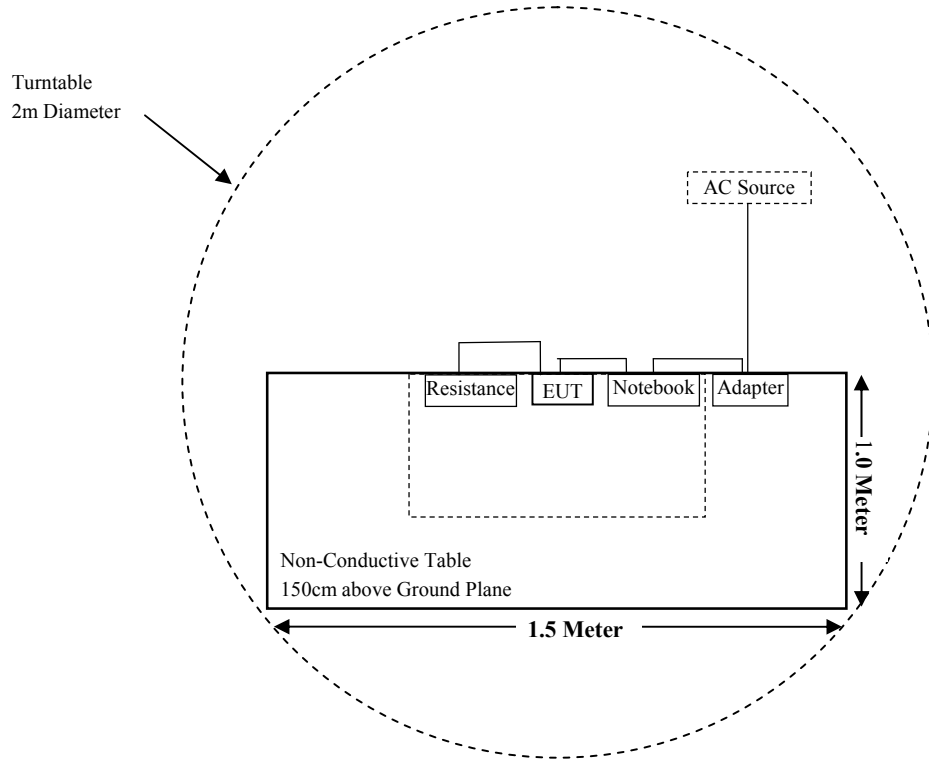 Turntable
2m Diameter
AC Source
Resistance
EUT
Notebook
Adapter
1.0 Meter
Non-Conductive Table
150cm above Ground Plane
1.5 Meter